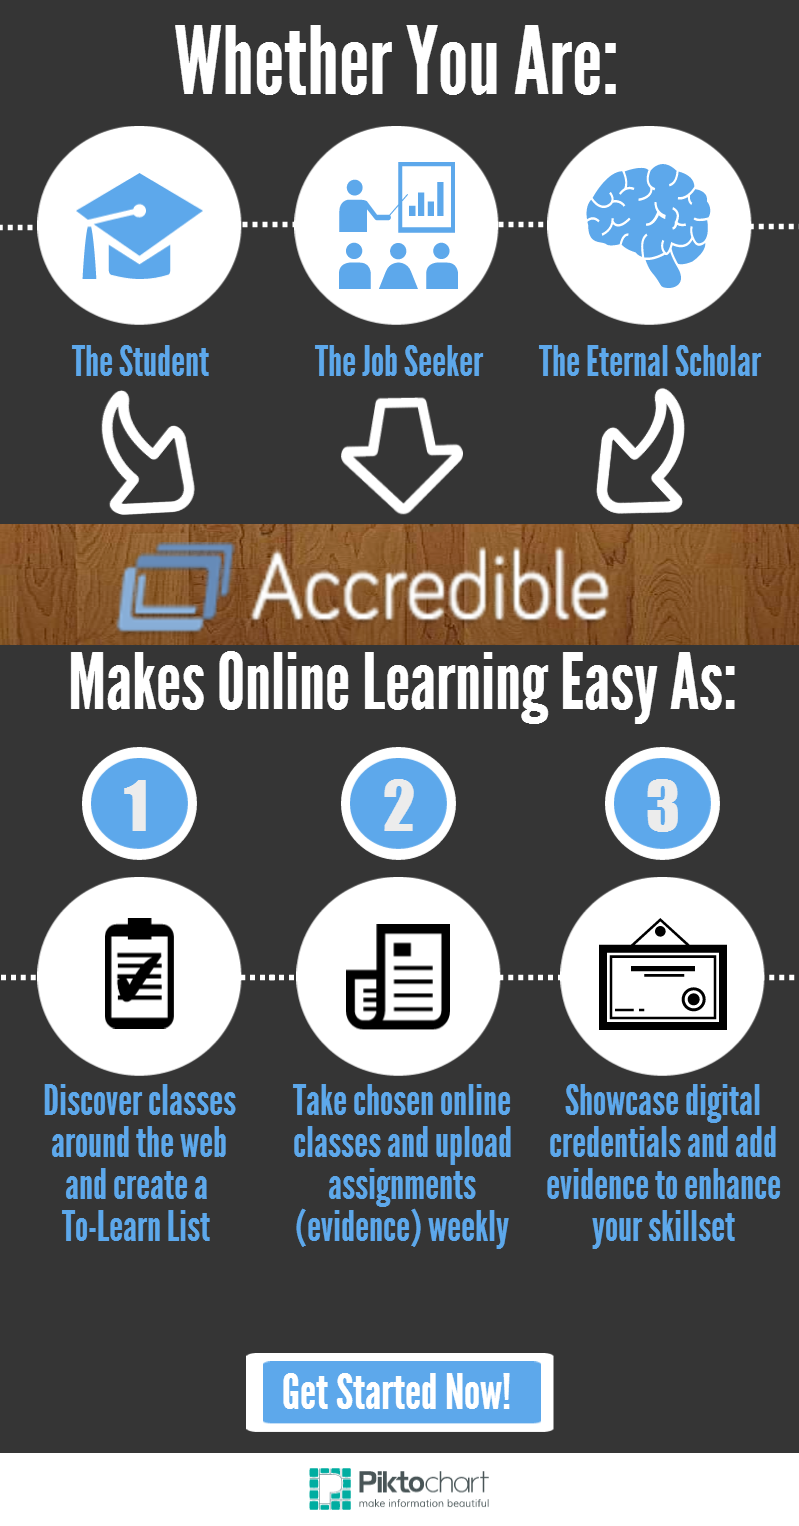 Whether You Are:
The Student
The Job Seeker
The Eternal Scholar
Accredible
Makes Online Learning Easy As:
1
2
3
Discover classes
around the web
and create a
To-Learn List
Take chosen online
classes and upload
assignments
(evidence) weekly
Showcase digital
credentials and add
evidence to enhance
your skillset
Get Started Now!
Piktochart
make information beautiful